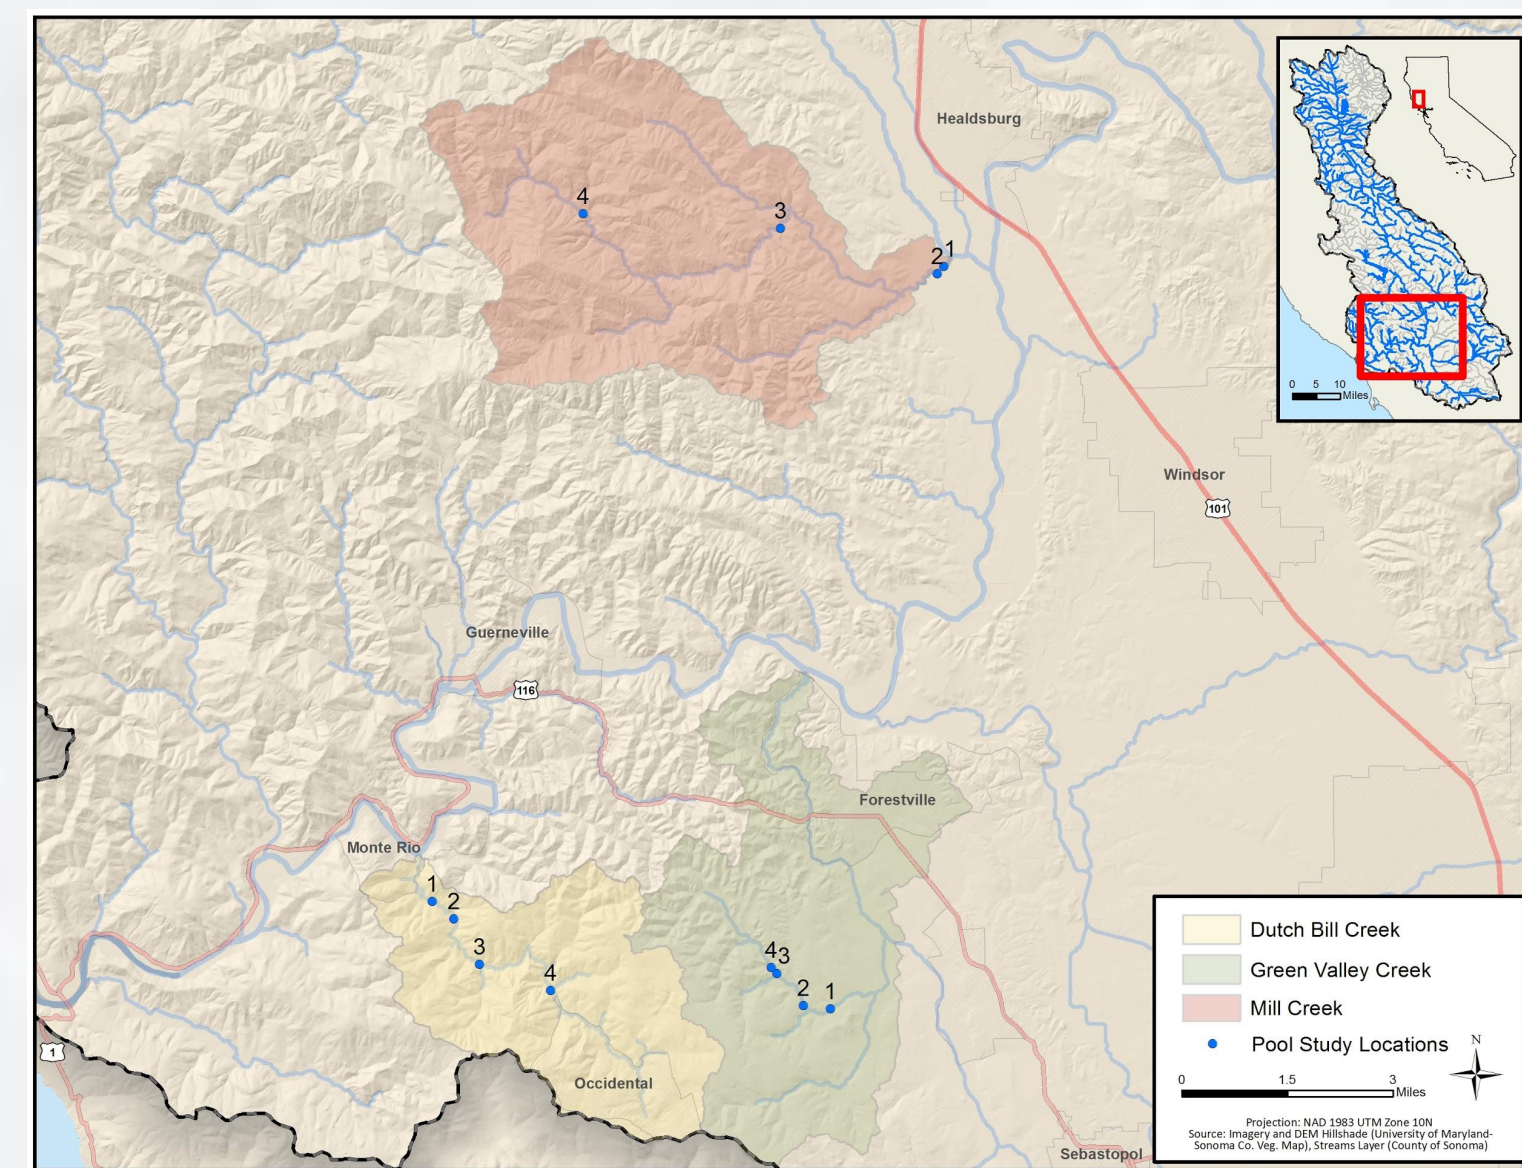 Healdsburg
4
3
2
1
0 5 10
Miles
Windsor
101
Guerneville
116
Forestville
Monte Rio
1
2
3
4
4
3
2
1
1
Occidental
Sebastopol
Dutch Bill Creek
Green Valley Creek
Mill Creek
Pool Study Locations
N
0 1.5 3
Miles
Projection: NAD 1983 UTM Zone 10N
Source: Imagery and DEM Hillshade (University of Maryland-
Sonoma Co. Veg. Map), Streams Layer (County of Sonoma)